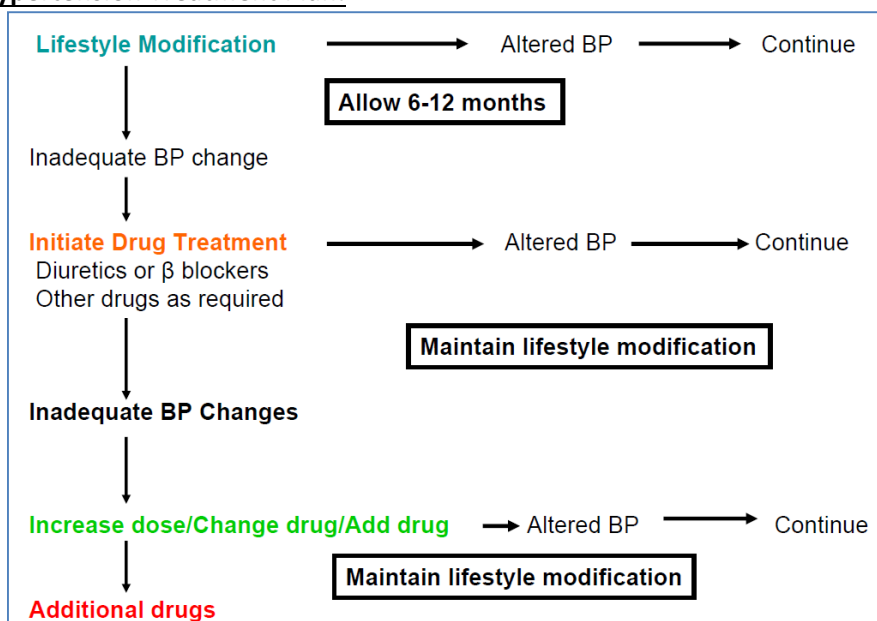 Lifestyle Modification Altered BP Continue
Allow 6-12 months
Inadequate BP change
Initiate Drug Treatment Altered BP Continue
Diuretics or β blockers
Other drugs as required
Maintain lifestyle modification
Inadequate BP Changes
Increase dose/Change drug/Add drug Altered BP Continue
Maintain lifestyle modification
Additional drugs